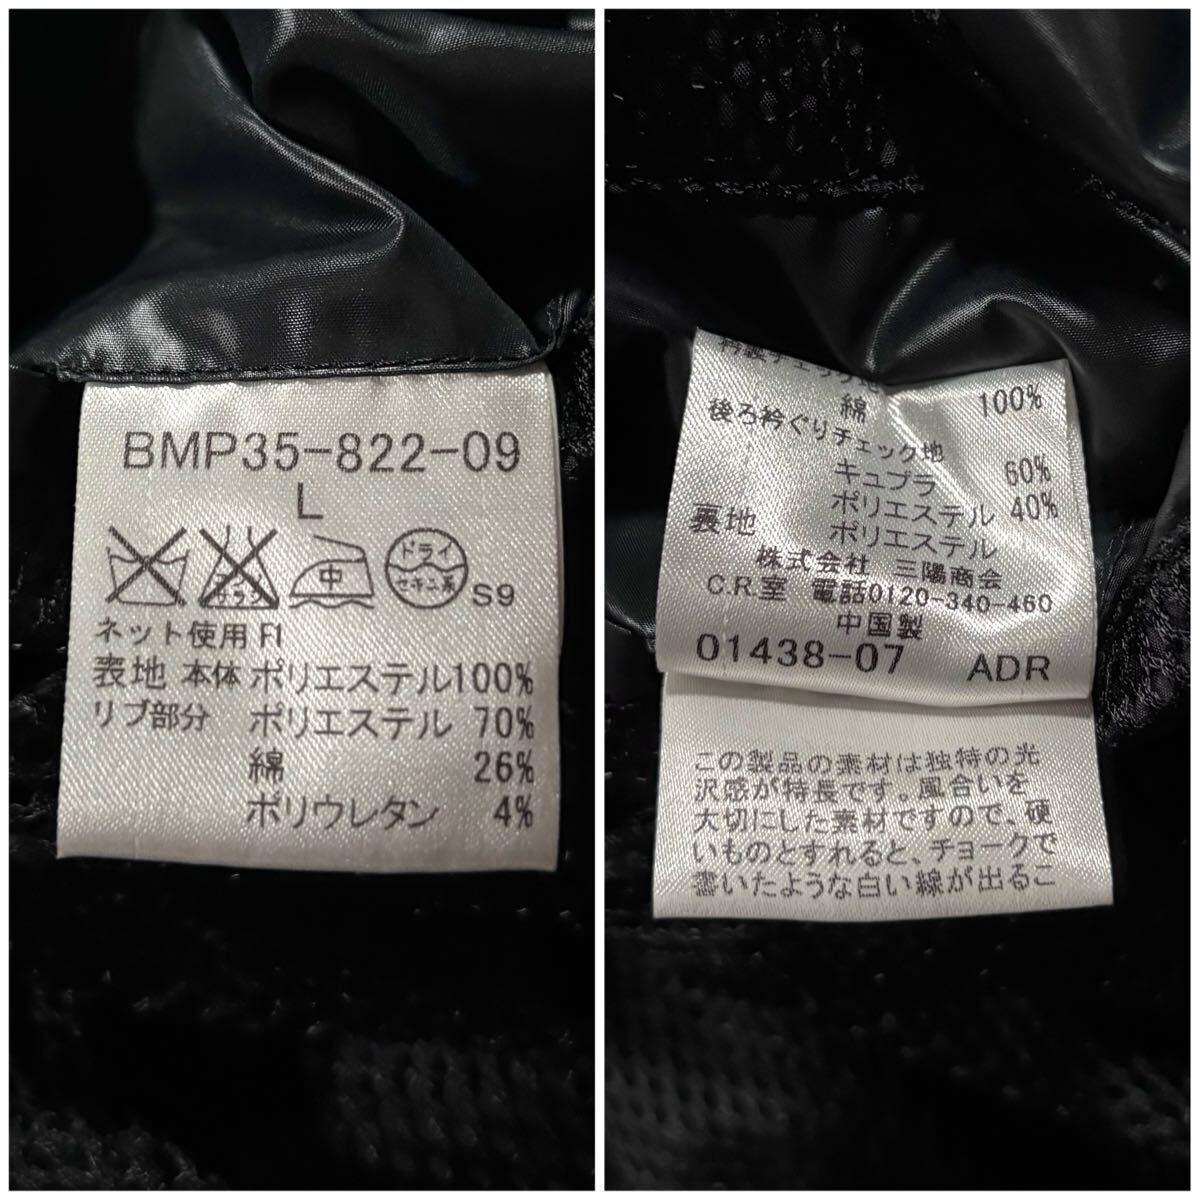 BMP35-822-09
L
中
ドライ
セキユ系
S9
ネット使用 FI
表地 本体 ポリエステル100%
リブ部分 ポリエステル 70%
綿 26%
ポリウレタン 4%
綿 100%
後ろ衿ぐりチェック地
キュプラ 60%
ポリエステル 40%
裏地 ポリエステル
株式会社 三陽商会
C.R.室 電話0120-340-460
中国製
01438-07 ADR
この製品の素材は独特の光
沢感が特長です。風合いを
大切にした素材ですので、硬
いものとすれると、チョークで
書いたような白い線が出るこ